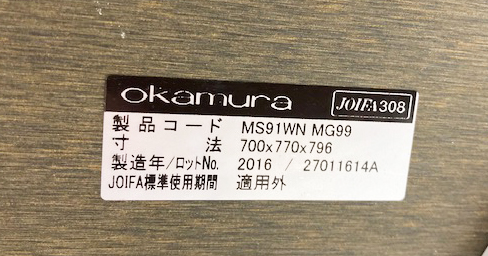 okamura JOIFA308
製品コード MS91WN MG99
寸 法 700x770x796
製造年/ロットNo. 2016 / 27011614A
JOIFA標準使用期間 適用外